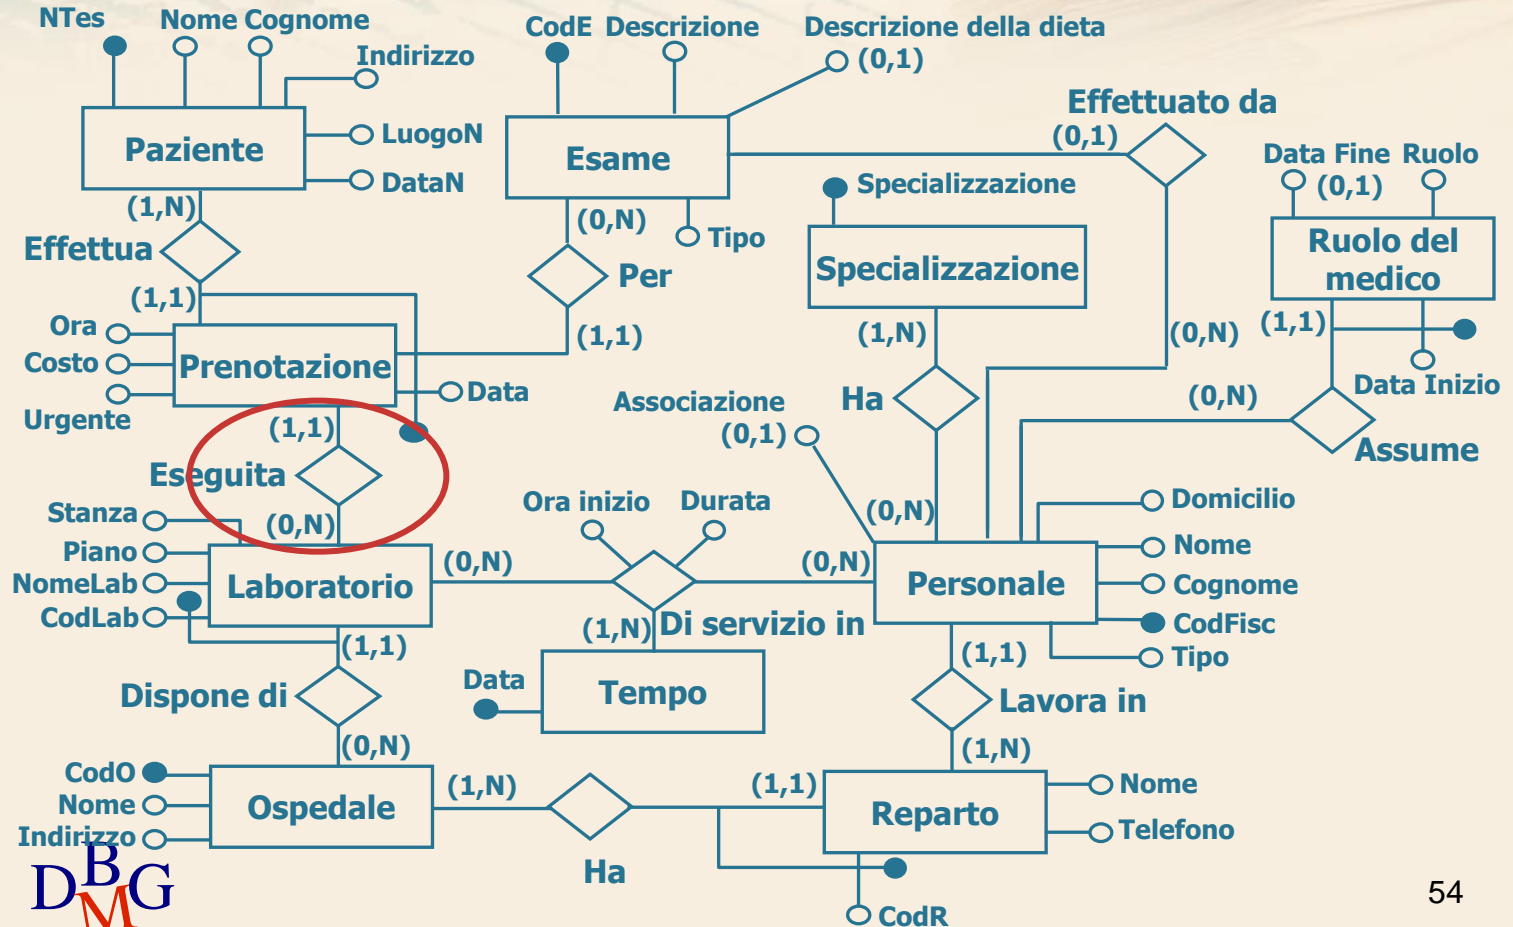 NTes
Nome Cognome
CodE Descrizione
Descrizione della dieta
(0,1)
Indirizzo
Effettuato da
(0,1)
Paziente
LuogoN
DataN
Esame
Data Fine Ruolo
(0,1)
Specializzazione
(1,N)
(0,N)
Tipo
Effettua
Per
Specializzazione
Ruolo del
medico
(1,1)
(1,1)
(1,N)
(0,N)
(1,1)
Ora
Costo
Urgente
Prenotazione
Data
Data Inizio
Associazione
(0,1)
Ha
(0,N)
Assume
(1,1)
Eseguita
(0,N)
Stanza
Piano
NomeLab
CodLab
Laboratorio
(0,N)
Ora inizio
Durata
(0,N)
(0,N)
Personale
Domicilio
Nome
Cognome
CodFisc
Tipo
(1,N)
Di servizio in
(1,1)
(1,1)
Dispone di
Data
Tempo
Lavora in
(0,N)
(1,N)
CodO
Nome
Indirizzo
Ospedale
(1,N)
(1,1)
Reparto
Nome
Telefono
Ha
CodR
DBMG
54